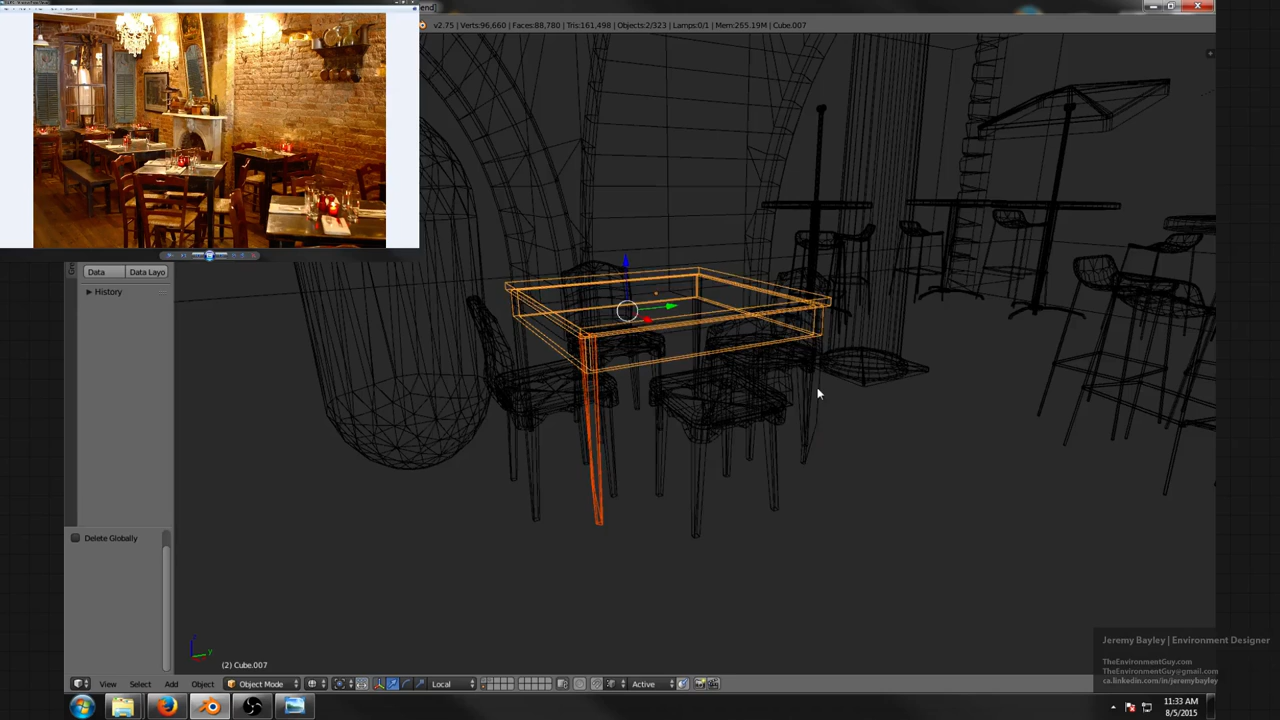 end]
v2.75 | Verts:96,660 | Faces:88,780 | Tris:161,498 | Objects:2/323 | Lamps:0/1 | Mem:255.19M | Cube.007
Data
Data Layo
History
Delete Globally
(2) Cube.007
View
Select
Add
Object
Object Mode
Local
Active
Jeremy Bayley | Environment Designer
TheEnvironmentGuy.com
TheEnvironmentGuy@gmail.com
ca.linkedin.com/in/jeremybayley
11:33 AM
8/5/2015